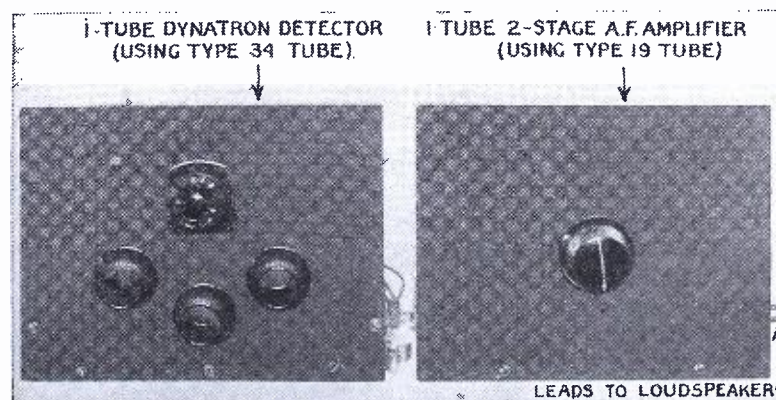 1-TUBE DYNATRON DETECTOR
(USING TYPE 34 TUBE)
1 TUBE 2-STAGE A.F. AMPLIFIER
(USING TYPE 19 TUBE)
A
LEADS TO LOUDSPEAKER